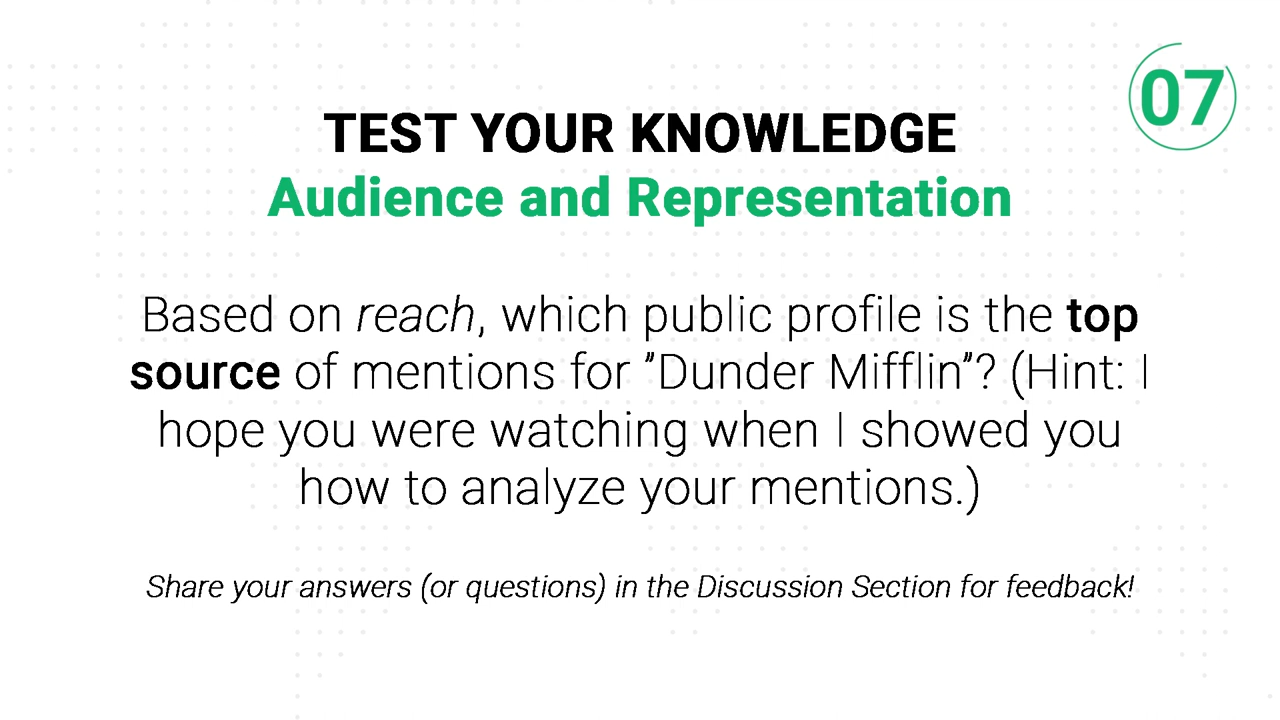 07
TEST YOUR KNOWLEDGE
Audience and Representation
Based on reach, which public profile is the top
source of mentions for ”Dunder Mifflin”? (Hint: I
hope you were watching when I showed you
how to analyze your mentions.)
Share your answers (or questions) in the Discussion Section for feedback!